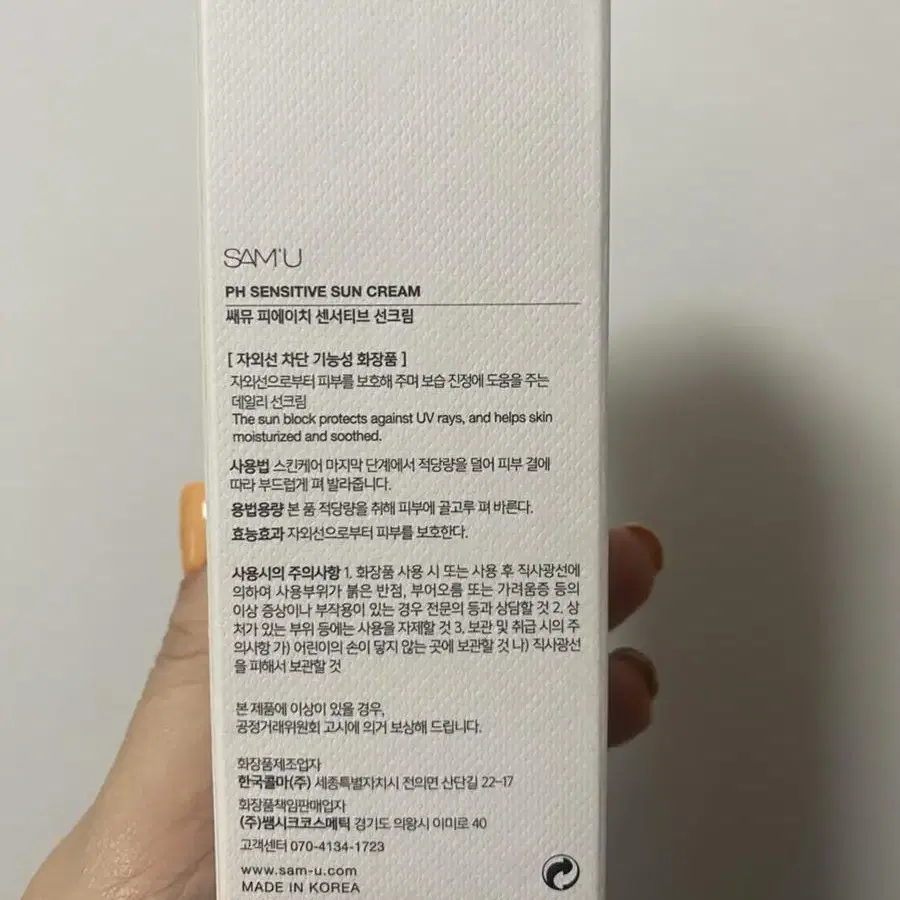 SAM'U
PH SENSITIVE SUN CREAM
쌔뮤 피에이치 센서티브 선크림
[ 자외선 차단 기능성 화장품 ]
자외선으로부터 피부를 보호해 주며 보습 진정에 도움을 주는
데일리 선크림
The sun block protects against UV rays, and helps skin
moisturized and soothed.
사용법 스킨케어 마지막 단계에서 적당량을 덜어 피부 결에
따라 부드럽게 펴 발라줍니다.
용법용량 본 품 적당량을 취해 피부에 골고루 펴 바른다.
효능효과 자외선으로부터 피부를 보호한다.
사용시의 주의사항 1. 화장품 사용 시 또는 사용 후 직사광선에
의하여 사용부위가 붉은 반점, 부어오름 또는 가려움증 등의
이상 증상이나 부작용이 있는 경우 전문의 등과 상담할 것 2. 상
처가 있는 부위 등에는 사용을 자제할 것 3. 보관 및 취급 시의 주
의사항 가) 어린이의 손이 닿지 않는 곳에 보관할 것 나) 직사광선
을 피해서 보관할 것
본 제품에 이상이 있을 경우,
공정거래위원회 고시에 의거 보상해 드립니다.
화장품제조업자
한국콜마(주) 세종특별자치시 전의면 산단길 22-17
화장품책임판매업자
(주)쌤시크코스메틱 경기도 의왕시 이미로 40
고객센터 070-4134-1723
www.sam-u.com
MADE IN KOREA